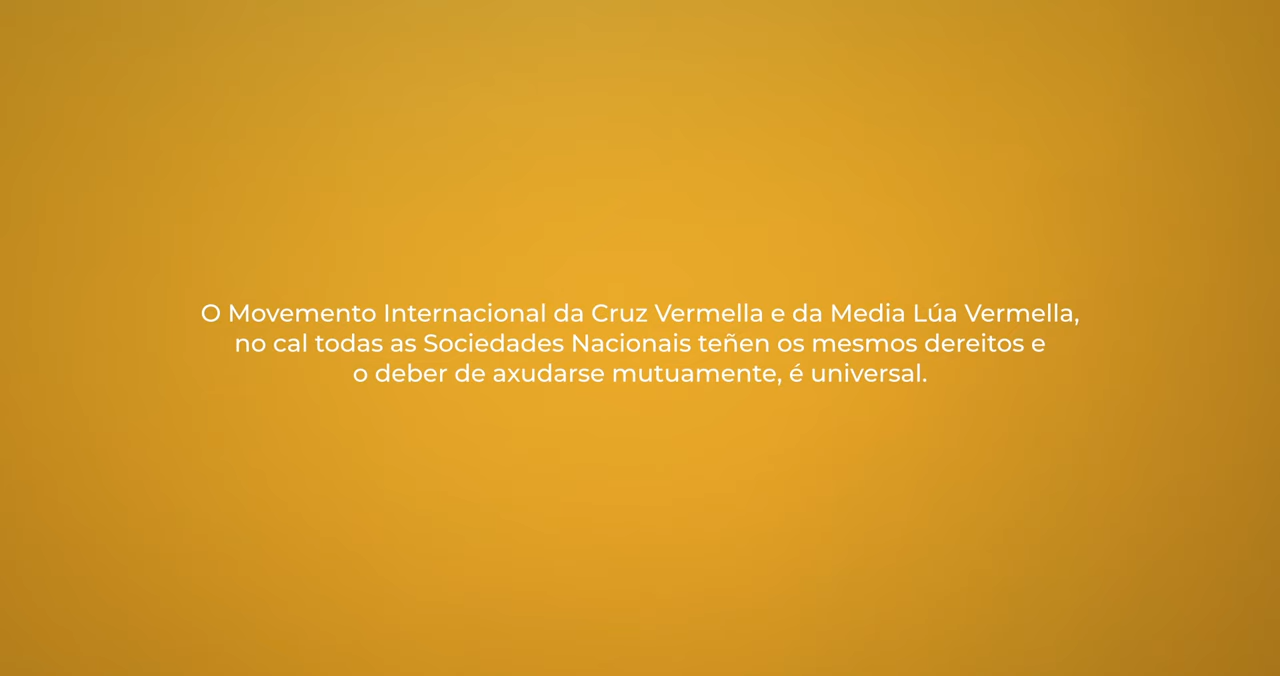 O Movemento Internacional da Cruz Vermella e da Media Lúa Vermella,
no cal todas as Sociedades Nacionais teñen os mesmos dereitos e
o deber de axudarse mutuamente, é universal.